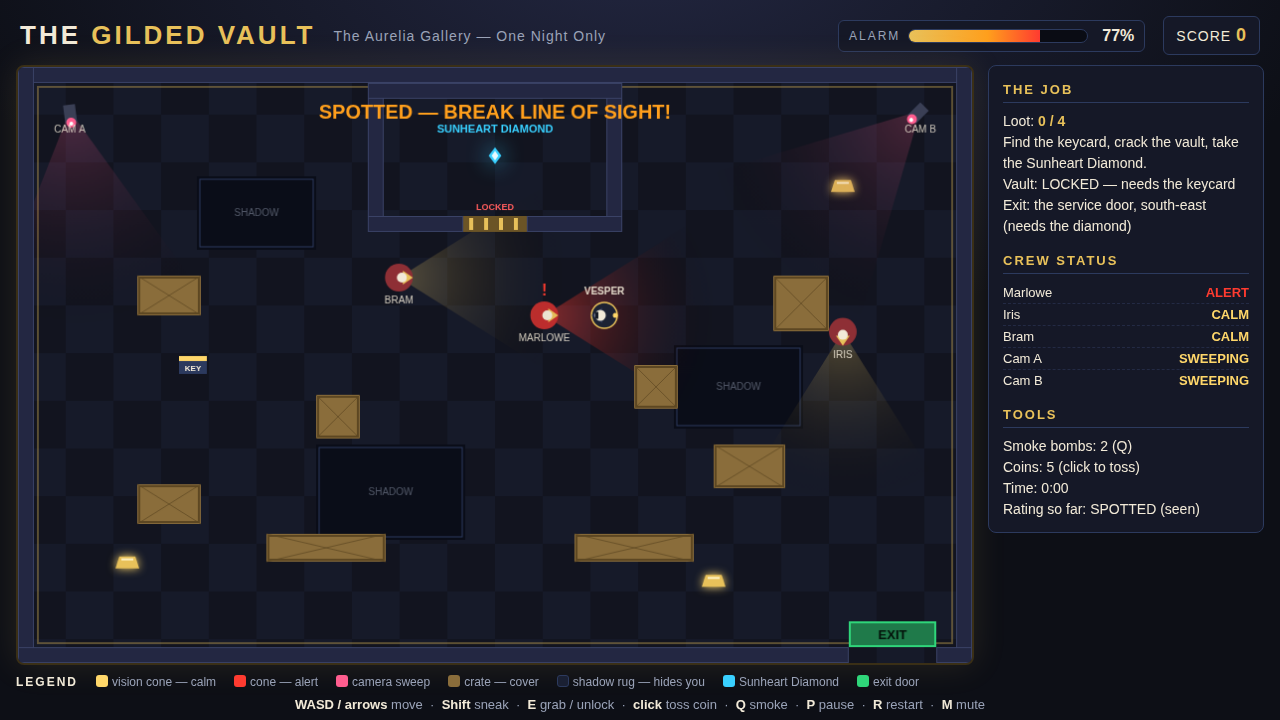 THE GILDED VAULT
The Aurelia Gallery — One Night Only
ALARM 77%
SCORE 0
SPOTTED — BREAK LINE OF SIGHT!
SUNHEART DIAMOND
CAM A
CAM B
SHADOW
LOCKED
BRAM
!
VESPER
MARLOWE
IRIS
KEY
SHADOW
SHADOW
EXIT
THE JOB
Loot: 0 / 4
Find the keycard, crack the vault, take
the Sunheart Diamond.
Vault: LOCKED — needs the keycard
Exit: the service door, south-east
(needs the diamond)
CREW STATUS
Marlowe ALERT
Iris CALM
Bram CALM
Cam A SWEEPING
Cam B SWEEPING
TOOLS
Smoke bombs: 2 (Q)
Coins: 5 (click to toss)
Time: 0:00
Rating so far: SPOTTED (seen)
LEGEND vision cone — calm cone — alert camera sweep crate — cover shadow rug — hides you Sunheart Diamond exit door
WASD / arrows move · Shift sneak · E grab / unlock · click toss coin · Q smoke · P pause · R restart · M mute